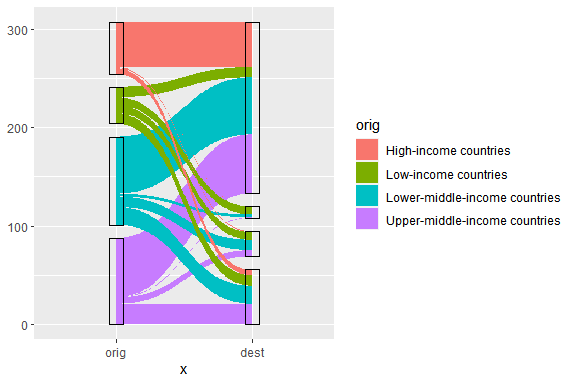 300
200
100
0
orig
dest
x
orig
High-income countries
Low-income countries
Lower-middle-income countries
Upper-middle-income countries